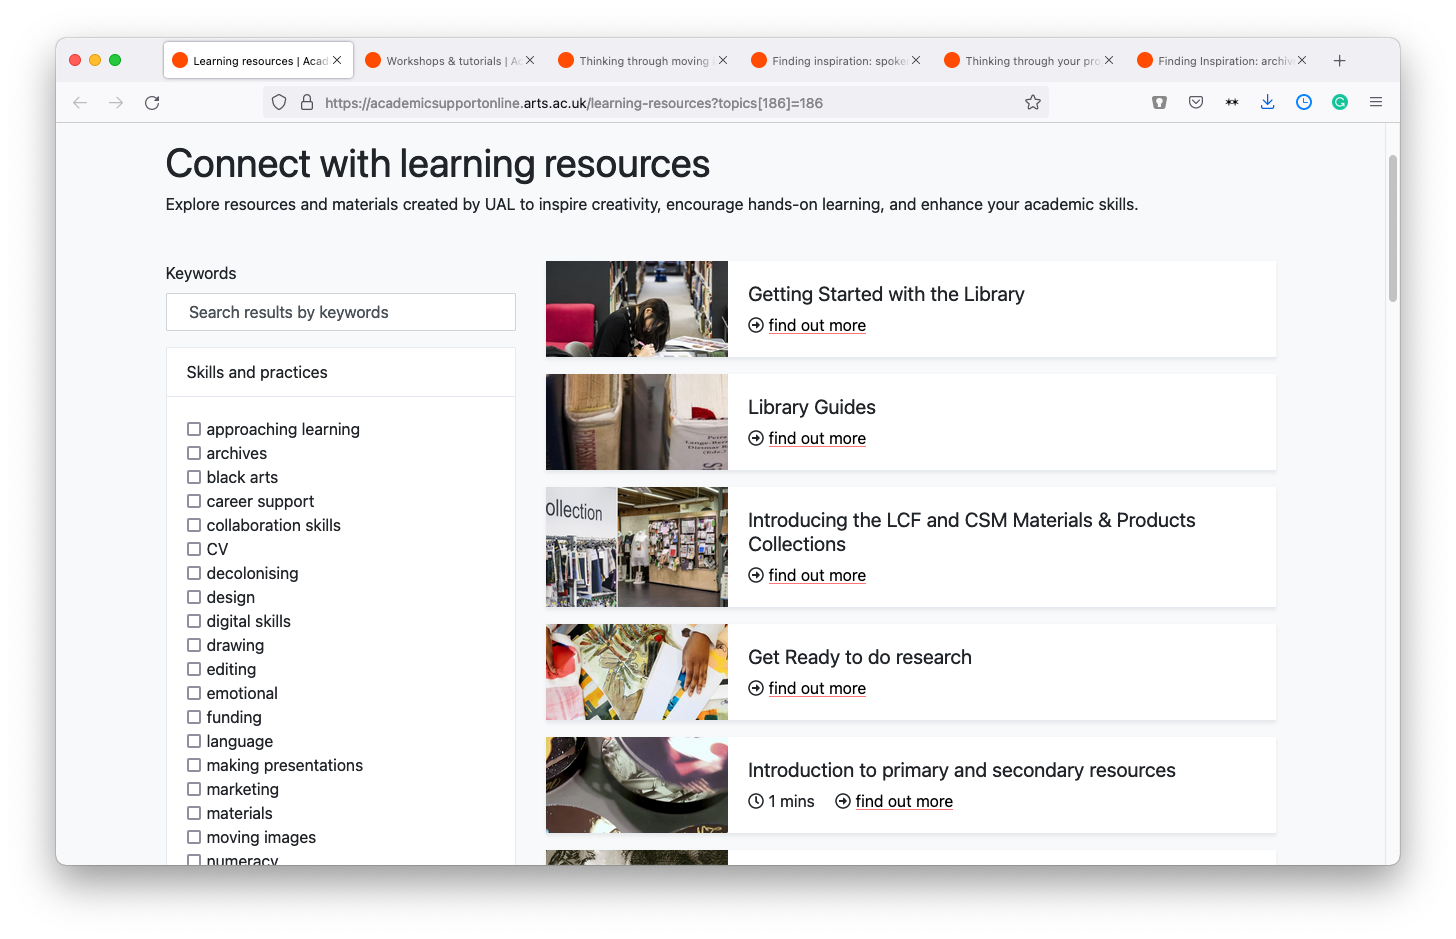 Learning resources | Acad
Workshops & tutorials | Ac
Thinking through moving
Finding inspiration: spoke
Thinking through your pro
Finding Inspiration: archiv
https://academicsupportonline.arts.ac.uk/learning-resources?topics[186]=186
Connect with learning resources
Explore resources and materials created by UAL to inspire creativity, encourage hands-on learning, and enhance your academic skills.
Keywords
Search results by keywords
Skills and practices
approaching learning
archives
black arts
career support
collaboration skills
CV
decolonising
design
digital skills
drawing
editing
emotional
funding
language
making presentations
marketing
materials
moving images
numeracy
Getting Started with the Library
find out more
Library Guides
find out more
ollection
Introducing the LCF and CSM Materials & Products
Collections
find out more
Get Ready to do research
find out more
Introduction to primary and secondary resources
1 mins find out more